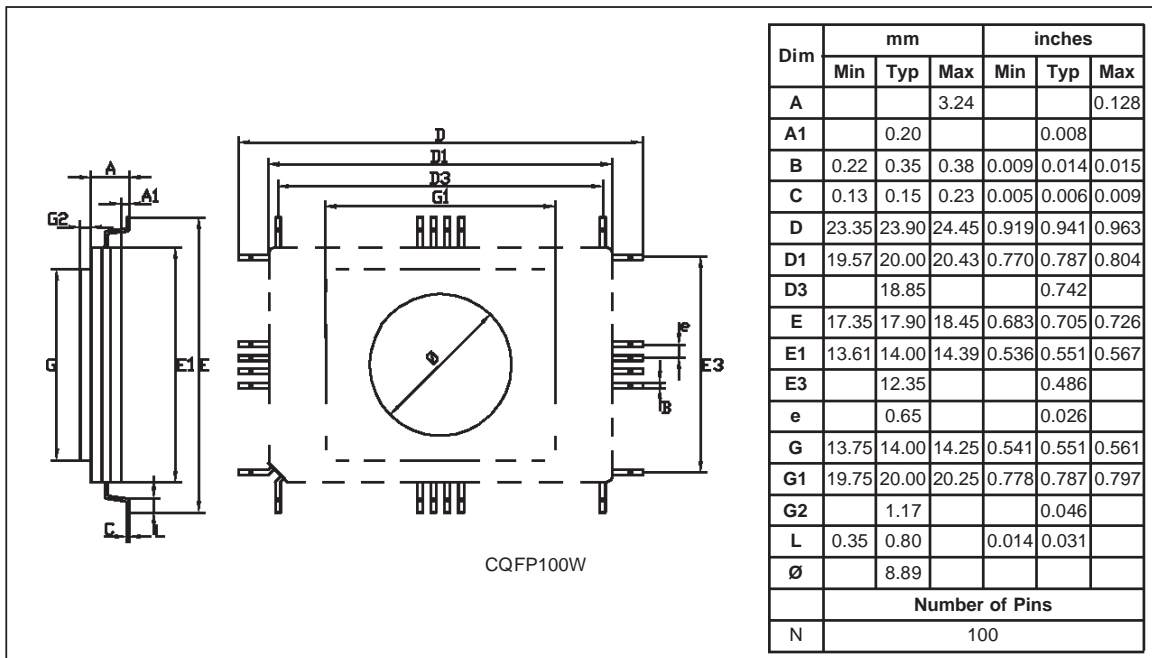 D
D1
D3
G1
A
A1
G2
G
E1 E
C
L
Ø
e
B
E3
CQFP100W
Dim mm inches
Min Typ Max Min Typ Max
A 3.24 0.128
A1 0.20 0.008
B 0.22 0.35 0.38 0.009 0.014 0.015
C 0.13 0.15 0.23 0.005 0.006 0.009
D 23.35 23.90 24.45 0.919 0.941 0.963
D1 19.57 20.00 20.43 0.770 0.787 0.804
D3 18.85 0.742
E 17.35 17.90 18.45 0.683 0.705 0.726
E1 13.61 14.00 14.39 0.536 0.551 0.567
E3 12.35 0.486
e 0.65 0.026
G 13.75 14.00 14.25 0.541 0.551 0.561
G1 19.75 20.00 20.25 0.778 0.787 0.797
G2 1.17 0.046
L 0.35 0.80 0.014 0.031
Ø 8.89
Number of Pins
N 100